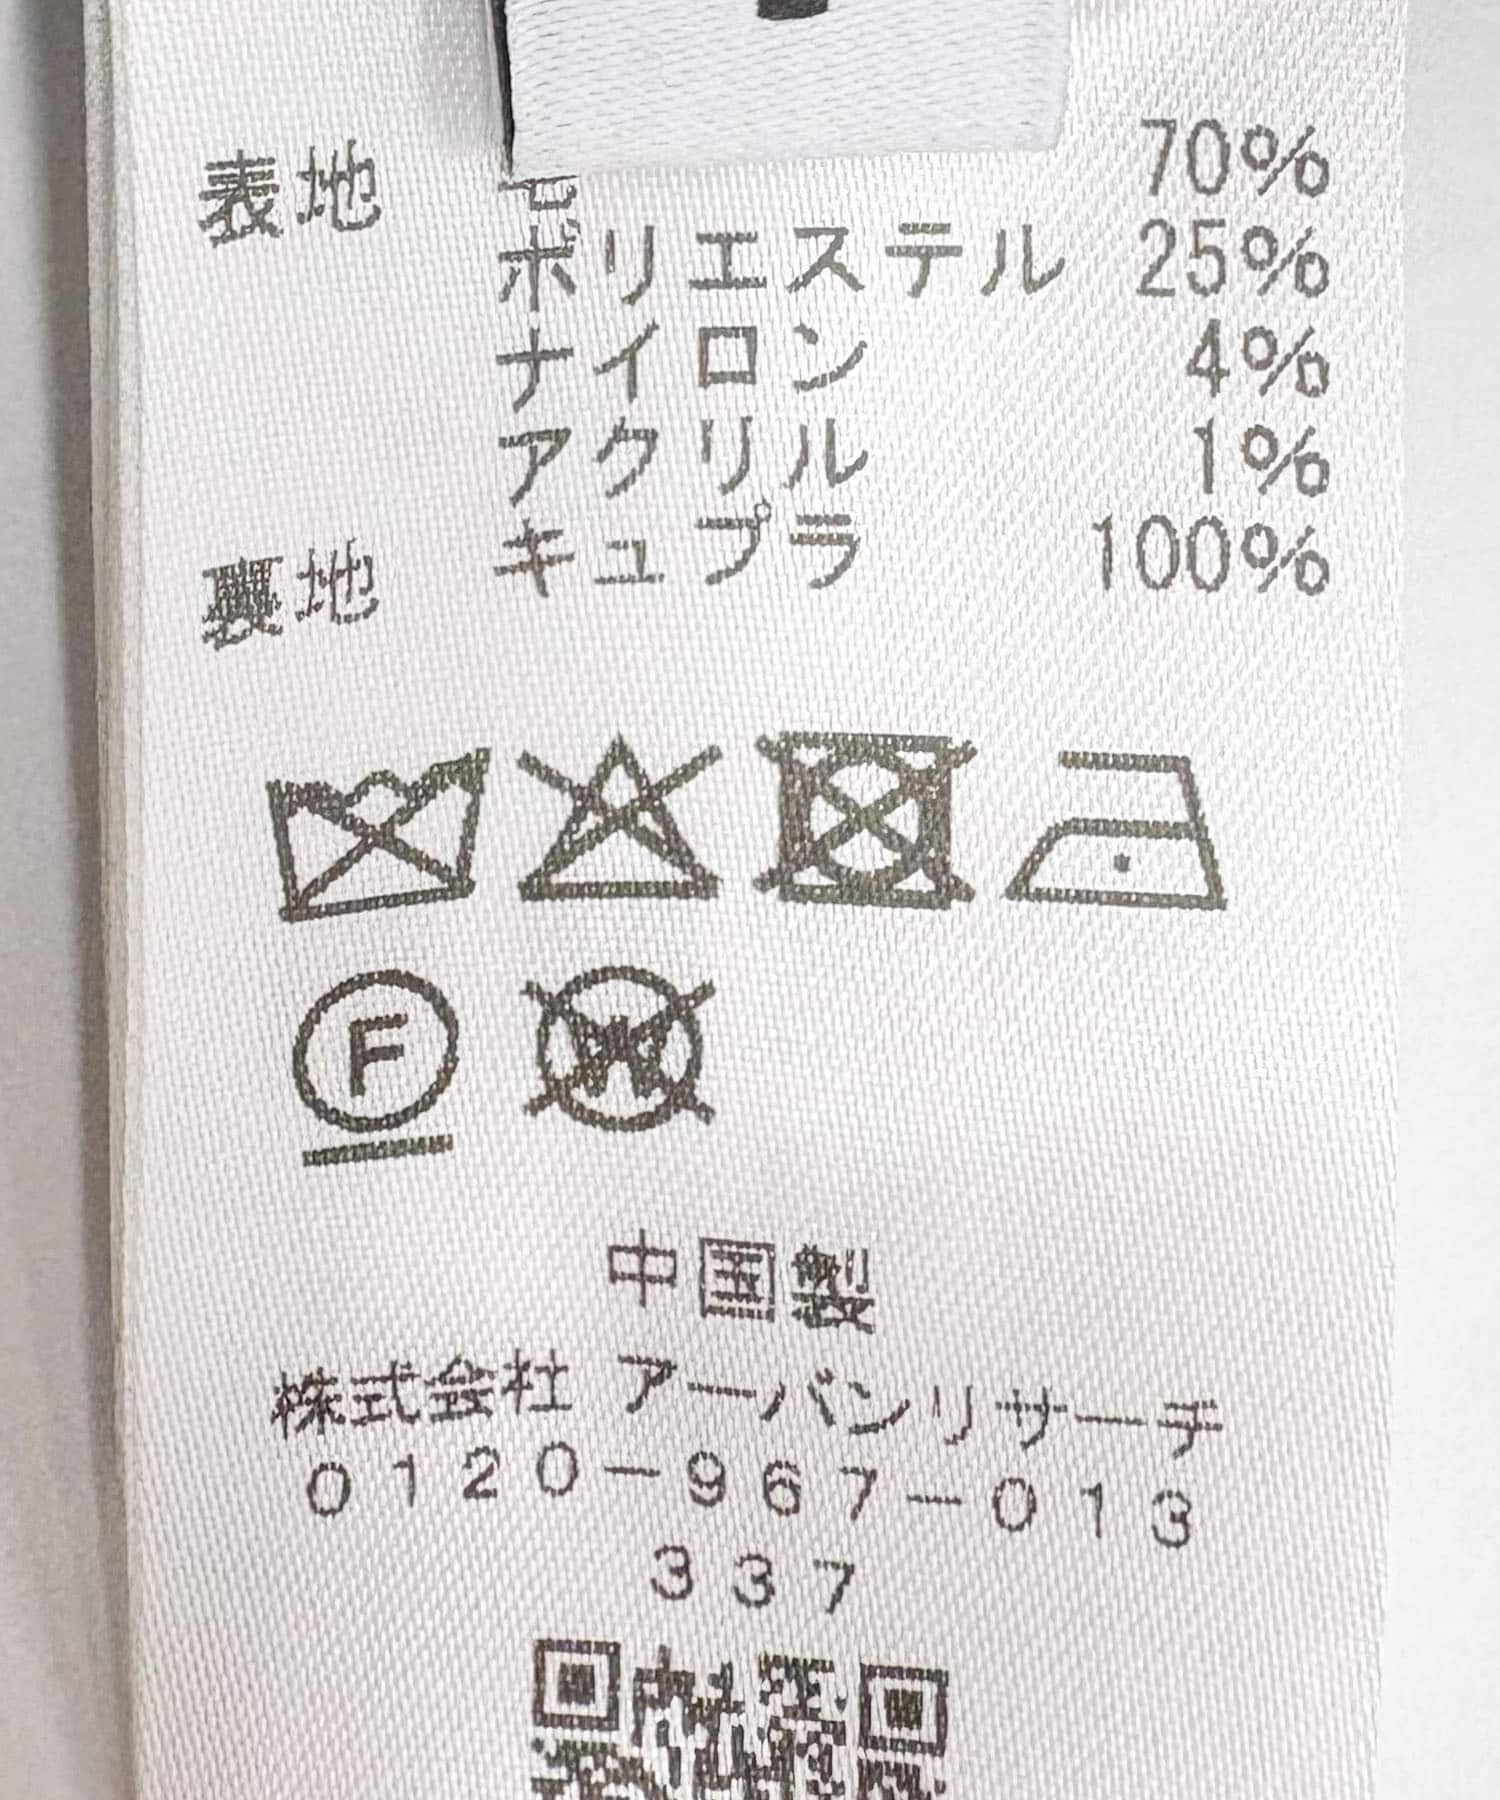 表地 毛 70%
ポリエステル 25%
ナイロン 4%
アクリル 1%
裏地 キュプラ 100%
F
中国製
株式会社 アーバンリサーチ
0120-967-013
337